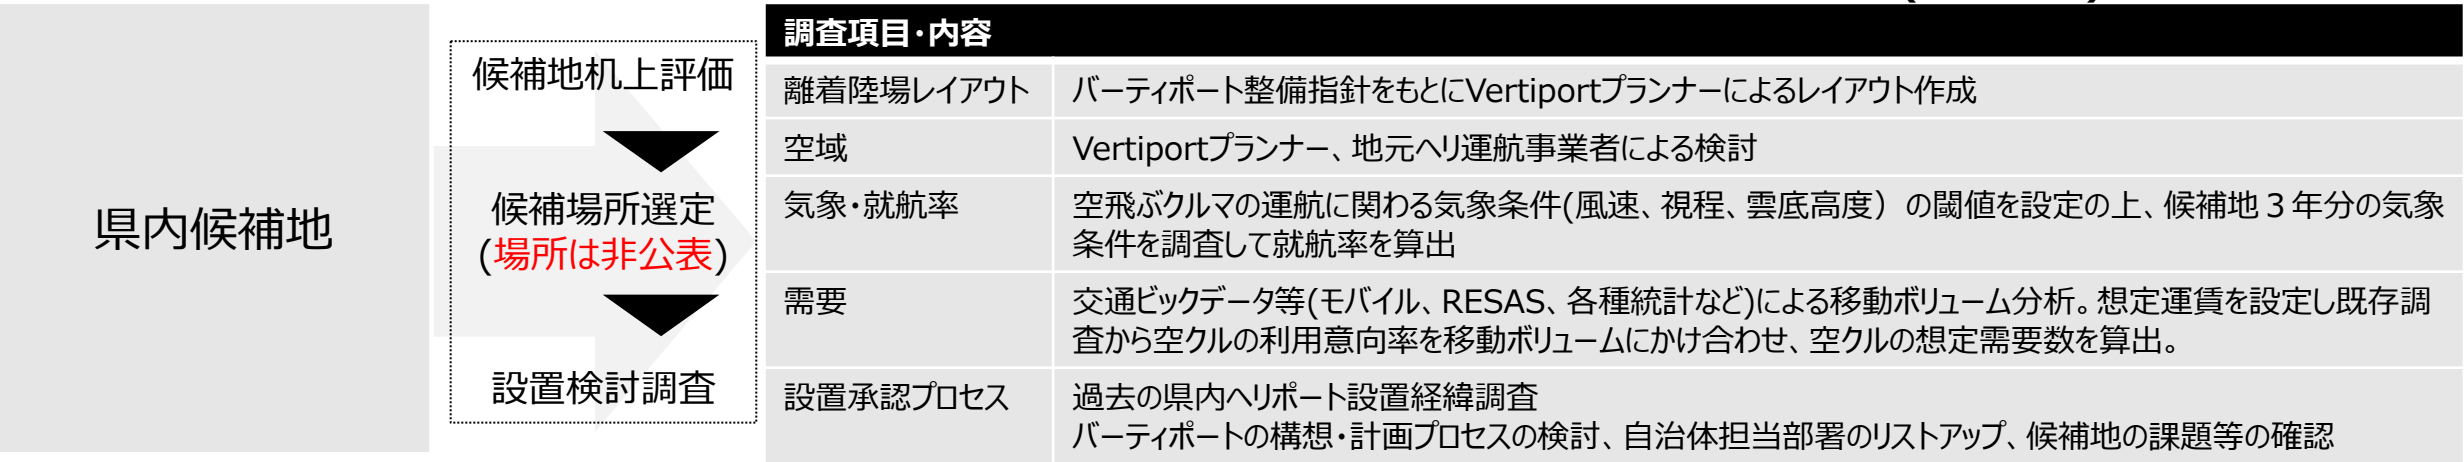 県内候補地
候補地机上評価
候補場所選定
(場所は非公表)
設置検討調査
調査項目・内容
離着陸場レイアウト
バーティポート整備指針をもとにVertiportプランナーによるレイアウト作成
空域
Vertiportプランナー、地元ヘリ運航事業者による検討
気象・就航率
空飛ぶクルマの運航に関わる気象条件(風速、視程、雲底高度）の閾値を設定の上、候補地３年分の気象
条件を調査して就航率を算出
需要
交通ビックデータ等(モバイル、RESAS、各種統計など)による移動ボリューム分析。想定運賃を設定し既存調
査から空クルの利用意向率を移動ボリュームにかけ合わせ、空クルの想定需要数を算出。
設置承認プロセス
過去の県内ヘリポート設置経緯調査
バーティポートの構想・計画プロセスの検討、自治体担当部署のリストアップ、候補地の課題等の確認